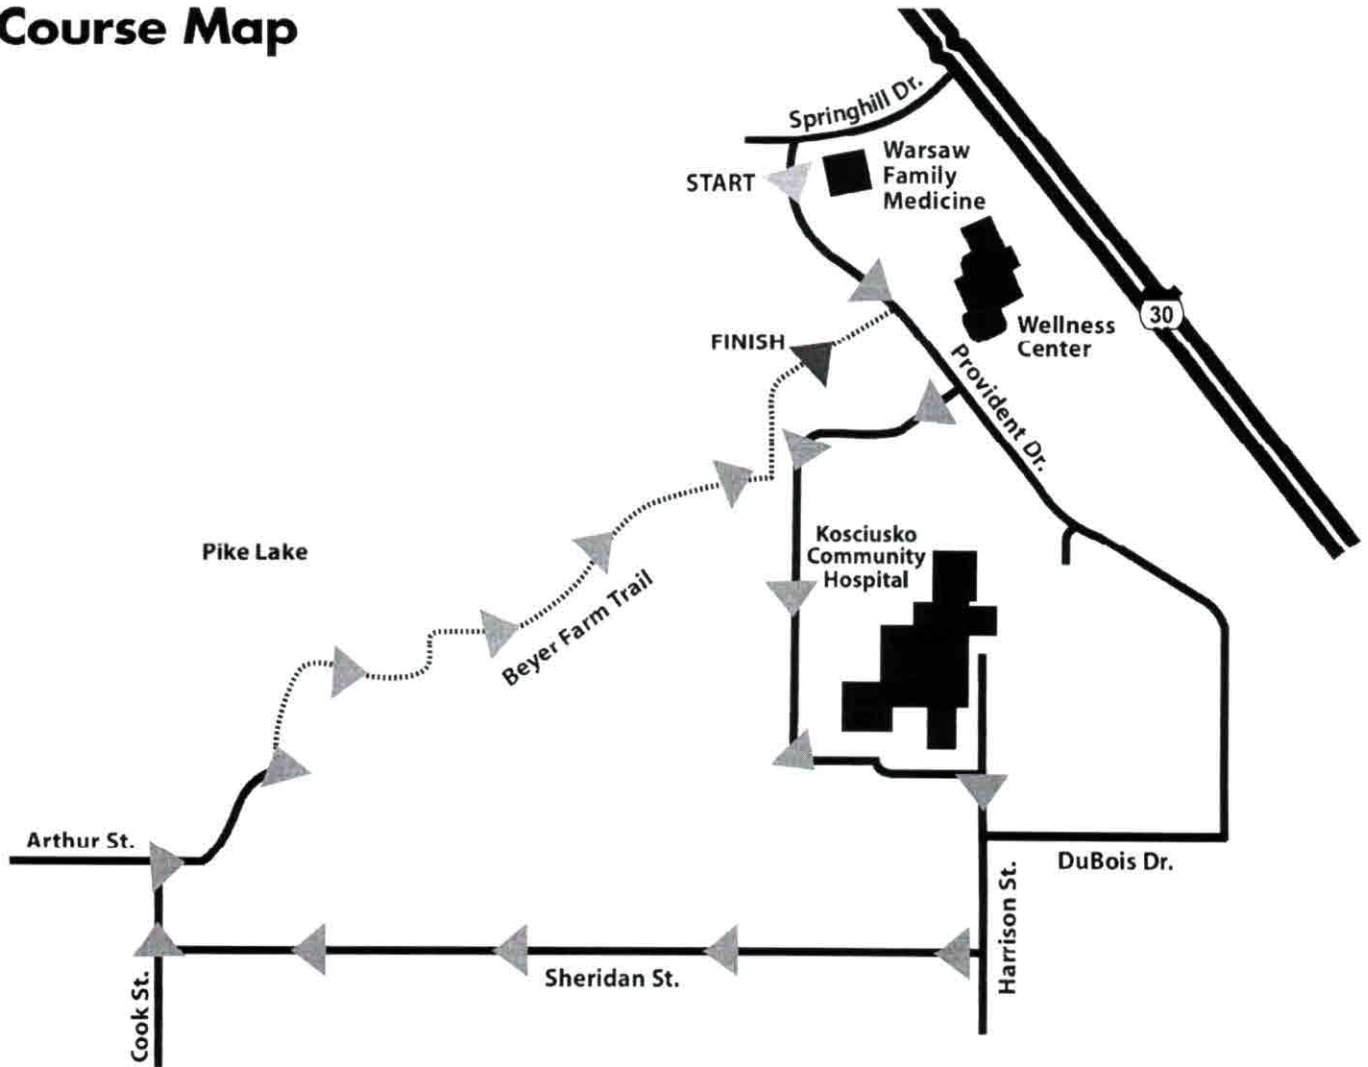 Course Map
Springhill Dr.
Warsaw
Family
Medicine
START
30
Wellness
Center
FINISH
Provident Dr.
Kosciusko
Community
Hospital
Pike Lake
Beyer Farm Trail
Arthur St.
DuBois Dr.
Harrison St.
Sheridan St.
Cook St.